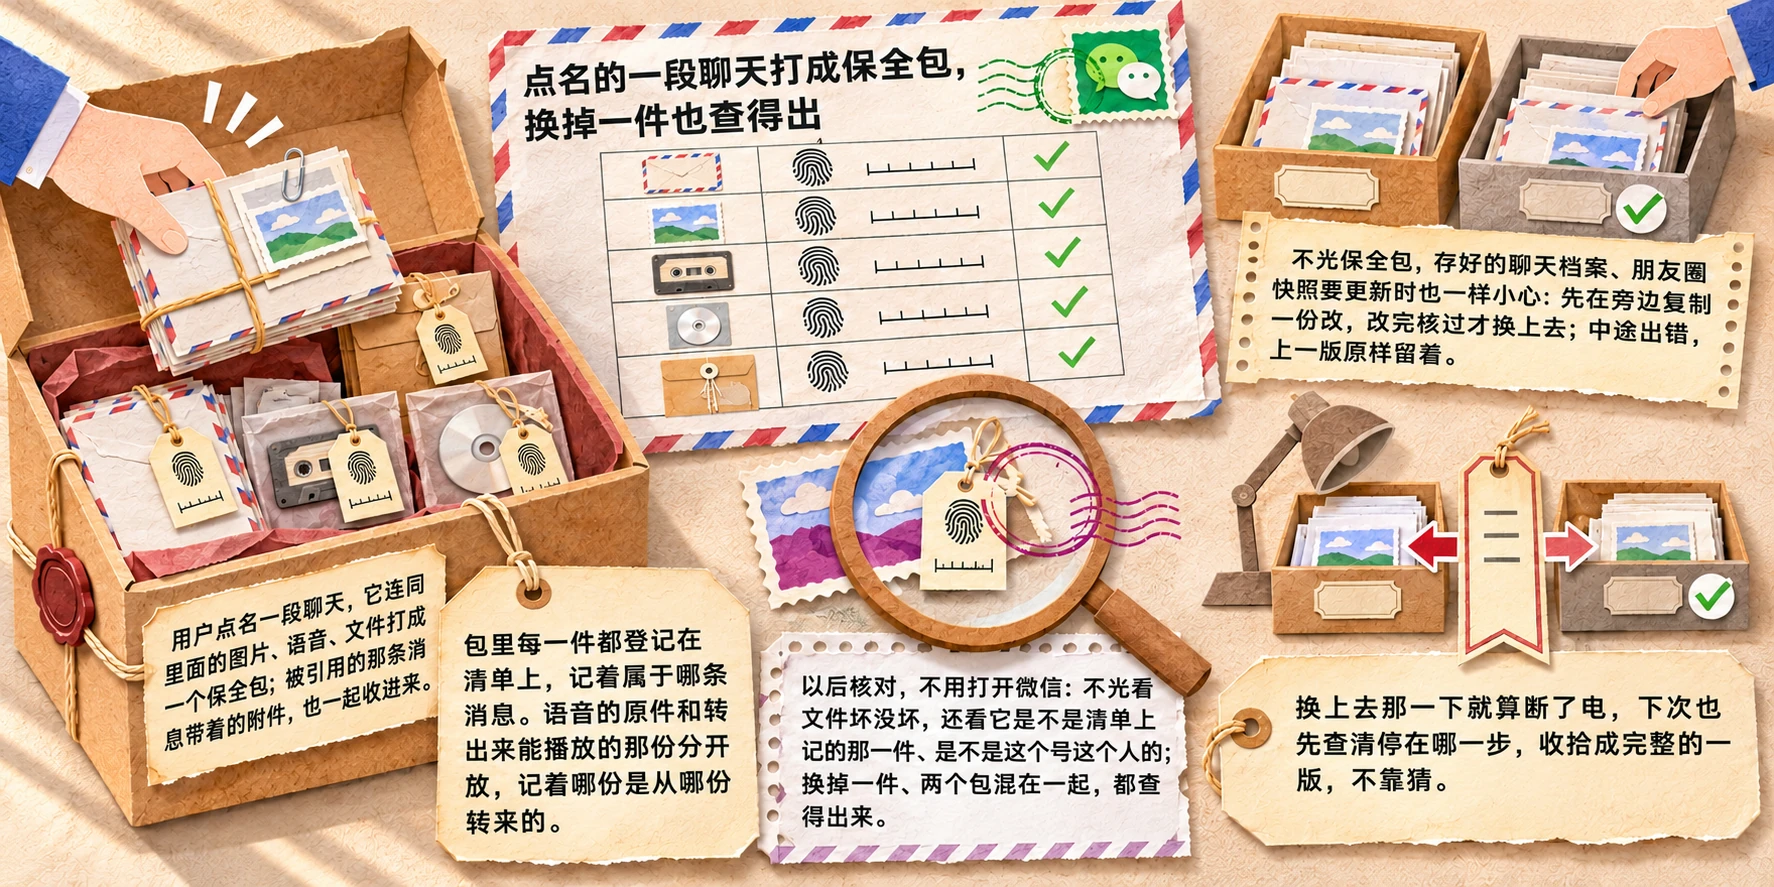 点名的一段聊天打成保全包，
换掉一件也查得出
不光保全包，存好的聊天档案、朋友圈
快照要更新时也一样小心：先在旁边复制
一份改，改完核过才换上去；中途出错，
上一版原样留着。
用户点名一段聊天，它连同
里面的图片、语音、文件打成
一个保全包；被引用的那条消
息带着的附件，也一起收进来。
包里每一件都登记在
清单上，记着属于哪条
消息。语音的原件和转
出来能播放的那份分开
放，记着哪份是从哪份
转来的。
以后核对，不用打开微信：不光看
文件坏没坏，还看它是不是清单上
记的那一件、是不是这个号这个人的；
换掉一件、两个包混在一起，都查
得出来。
换上去那一下就算断了电，下次也
先查清停在哪一步，收拾成完整的一
版，不靠猜。